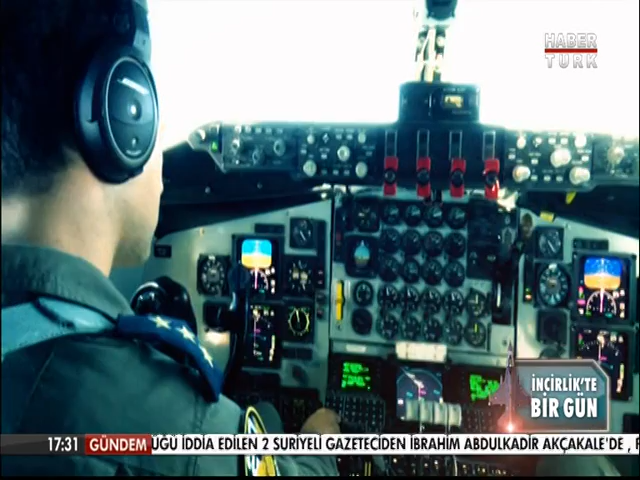 HABER
TÜRK
İNCİRLİK'TE
BİR GÜN
17:31 GÜNDEM ÜGÜ İDDİA EDİLEN 2 SURİYELİ GAZETECİDEN İBRAHİM ABDULKADİR AKÇAKALE'DE ,